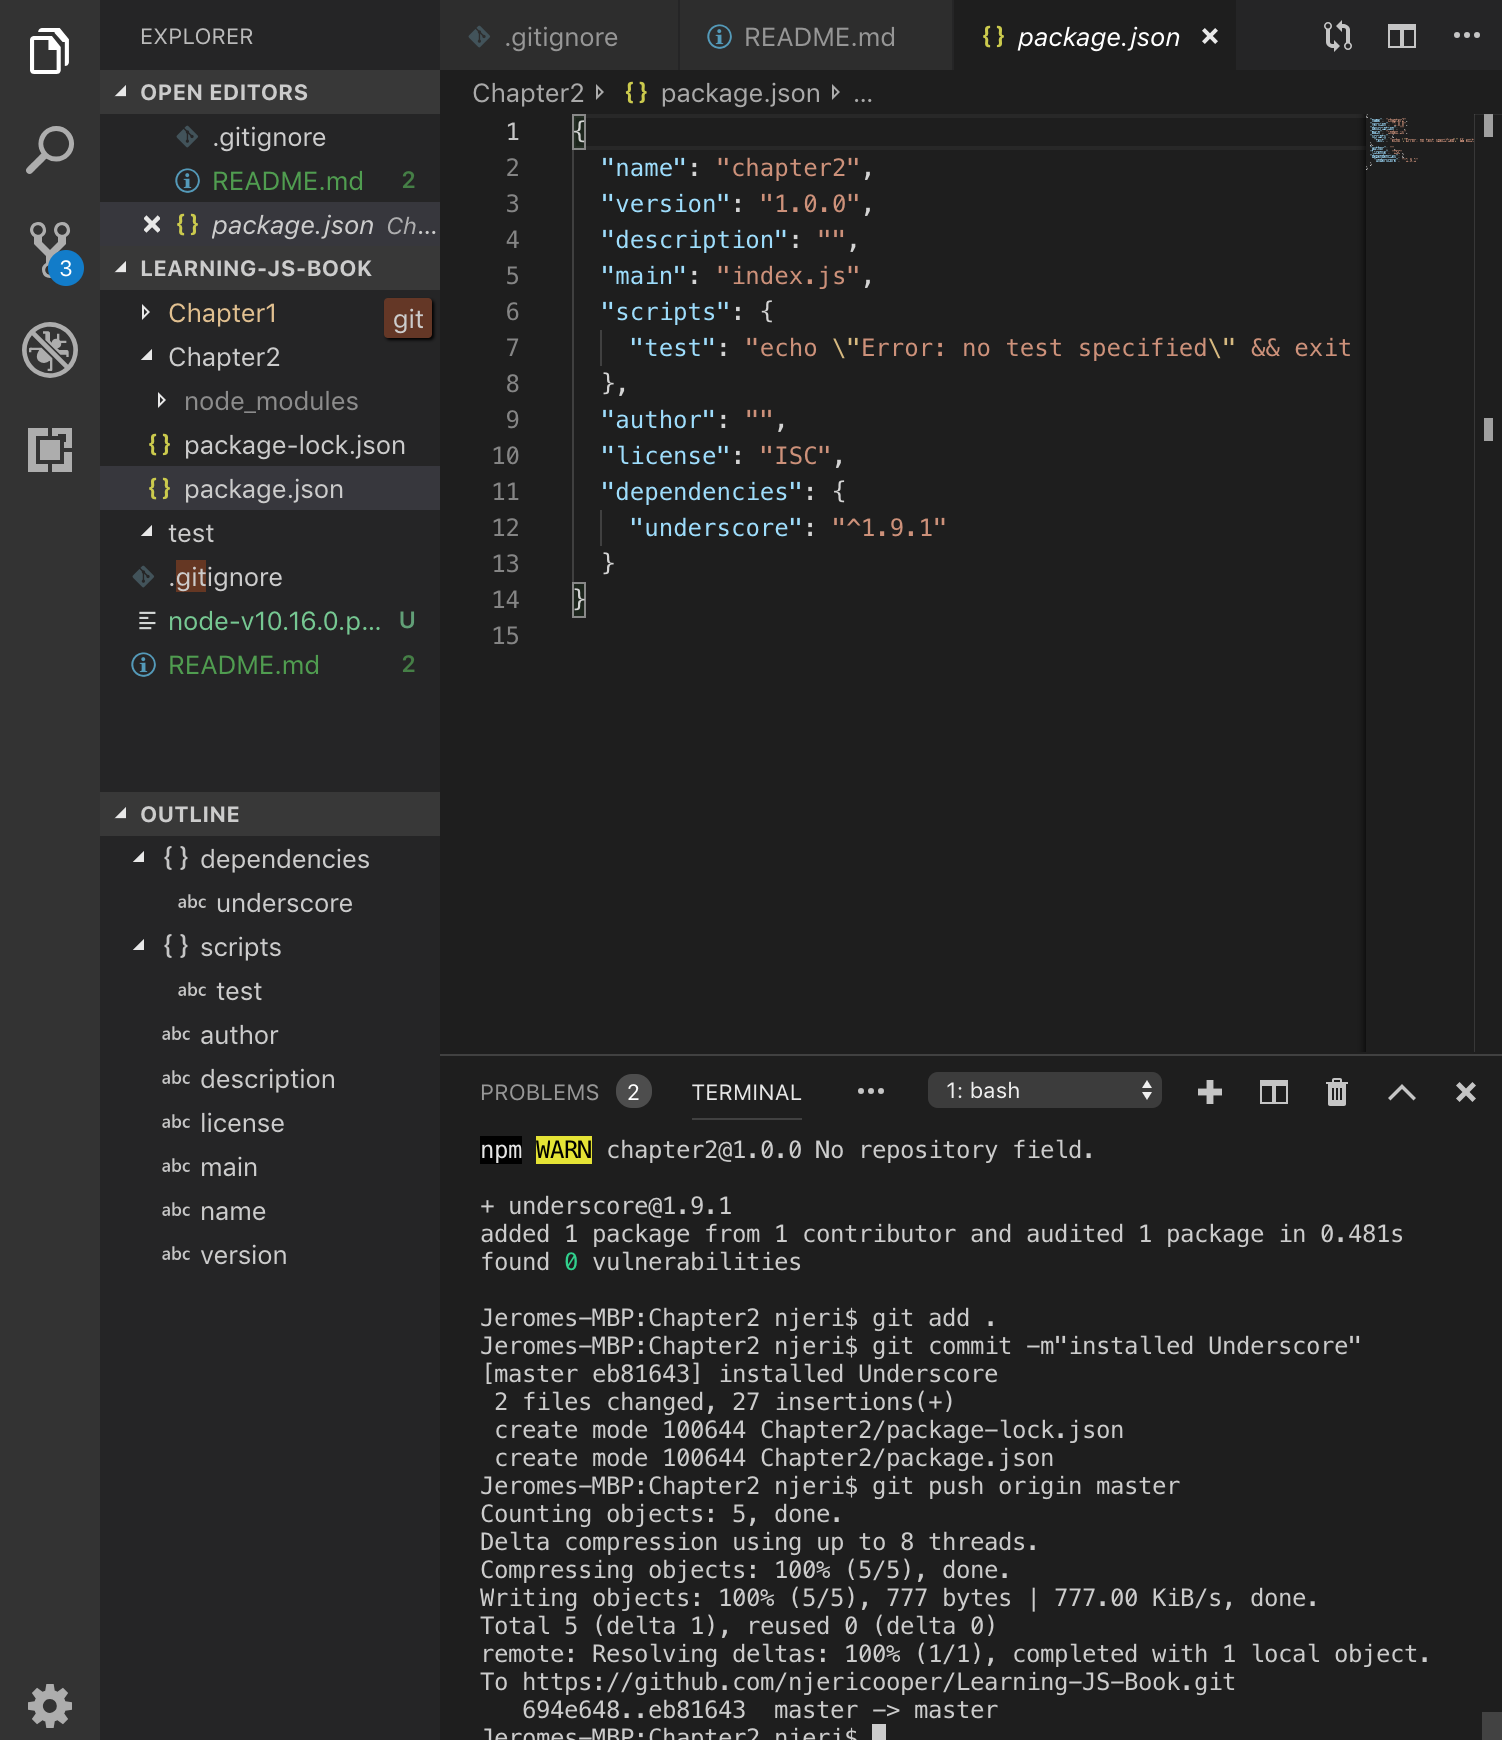 EXPLORER
OPEN EDITORS
.gitignore
README.md 2
package.json Ch...
3
LEARNING-JS-BOOK
Chapter1
git
Chapter2
node_modules
package-lock.json
package.json
test
.gitignore
node-v10.16.0.p... U
README.md 2
OUTLINE
{} dependencies
abc underscore
{} scripts
abc test
abc author
abc description
abc license
abc main
abc name
abc version
.gitignore README.md {} package.json
Chapter2 {} package.json ...
1 {
2 "name": "chapter2",
3 "version": "1.0.0",
4 "description": "",
5 "main": "index.js",
6 "scripts": {
7 "test": "echo \"Error: no test specified\" && exit
8 },
9 "author": "",
10 "license": "ISC",
11 "dependencies": {
12 "underscore": "^1.9.1"
13 }
14 }
15
PROBLEMS 2 TERMINAL ... 1: bash
npm WARN chapter2@1.0.0 No repository field.
+ underscore@1.9.1
added 1 package from 1 contributor and audited 1 package in 0.481s
found 0 vulnerabilities
Jeromes-MBP:Chapter2 njeri$ git add .
Jeromes-MBP:Chapter2 njeri$ git commit -m"installed Underscore"
[master eb81643] installed Underscore
2 files changed, 27 insertions(+)
create mode 100644 Chapter2/package-lock.json
create mode 100644 Chapter2/package.json
Jeromes-MBP:Chapter2 njeri$ git push origin master
Counting objects: 5, done.
Delta compression using up to 8 threads.
Compressing objects: 100% (5/5), done.
Writing objects: 100% (5/5), 777 bytes | 777.00 KiB/s, done.
Total 5 (delta 1), reused 0 (delta 0)
remote: Resolving deltas: 100% (1/1), completed with 1 local object.
To https://github.com/njericooper/Learning-JS-Book.git
694e648..eb81643 master -> master
Jeromes-MBP:Chapter2 njeri$